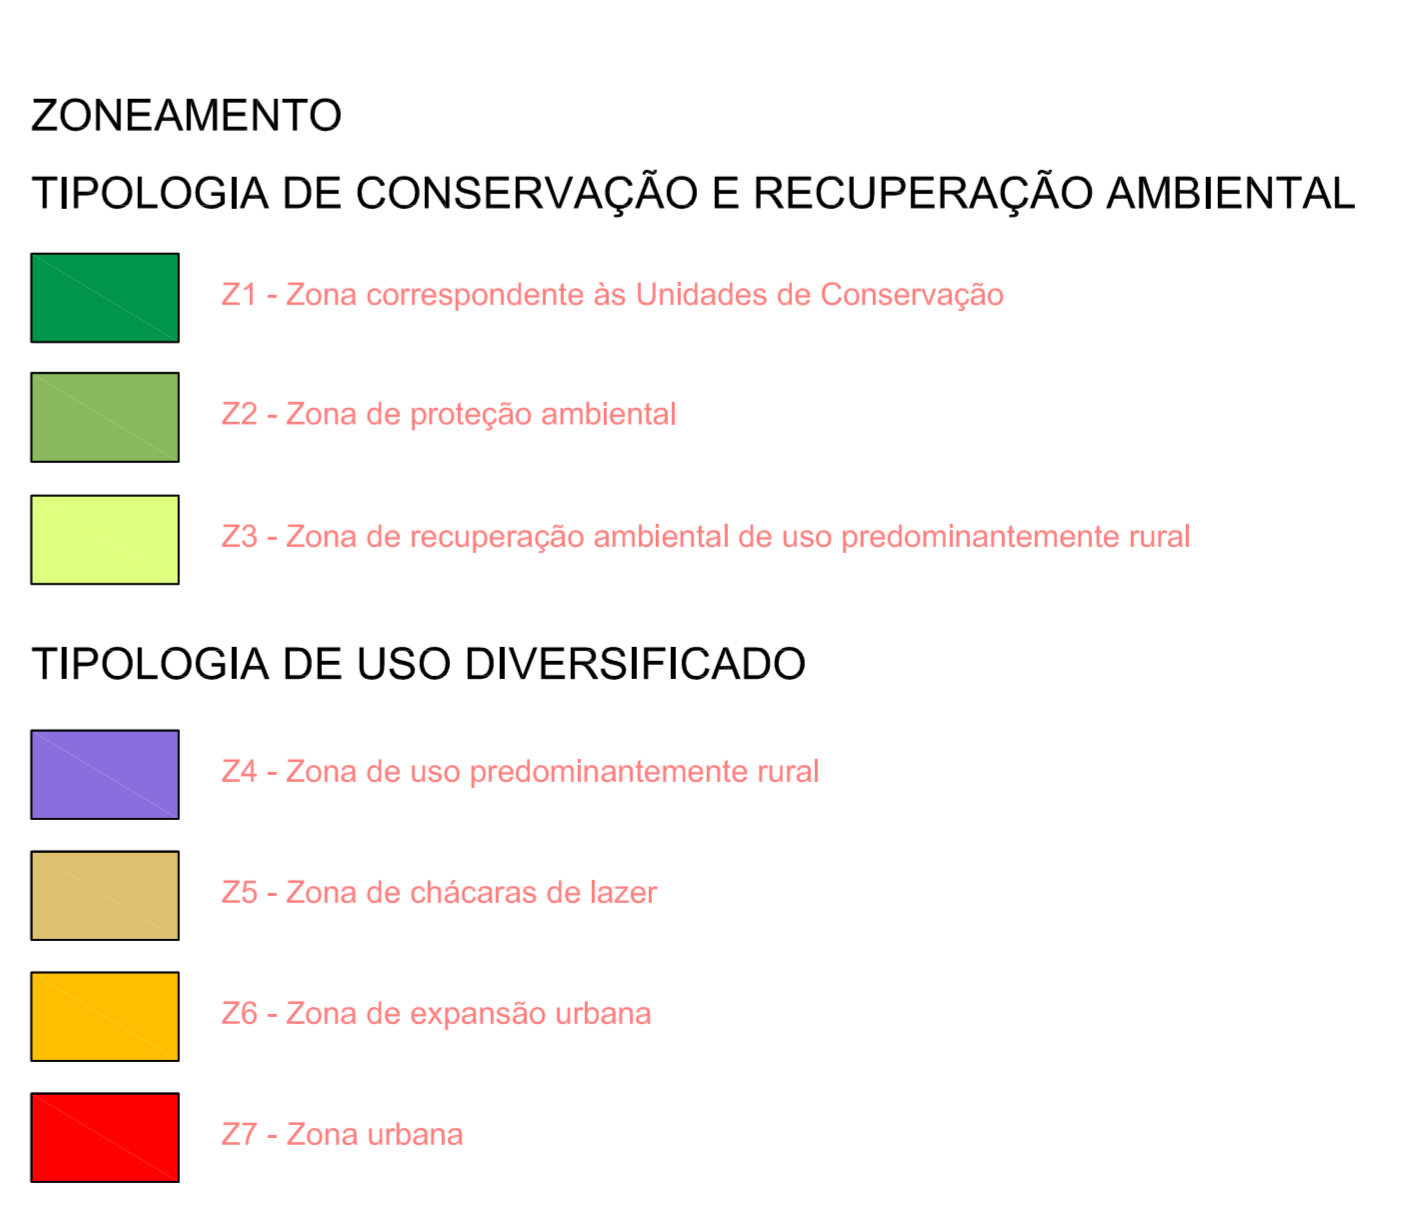 ZONEAMENTO
TIPOLOGIA DE CONSERVAÇÃO E RECUPERAÇÃO AMBIENTAL
Z1 - Zona correspondente às Unidades de Conservação
Z2 - Zona de proteção ambiental
Z3 - Zona de recuperação ambiental de uso predominantemente rural
TIPOLOGIA DE USO DIVERSIFICADO
Z4 - Zona de uso predominantemente rural
Z5 - Zona de chácaras de lazer
Z6 - Zona de expansão urbana
Z7 - Zona urbana